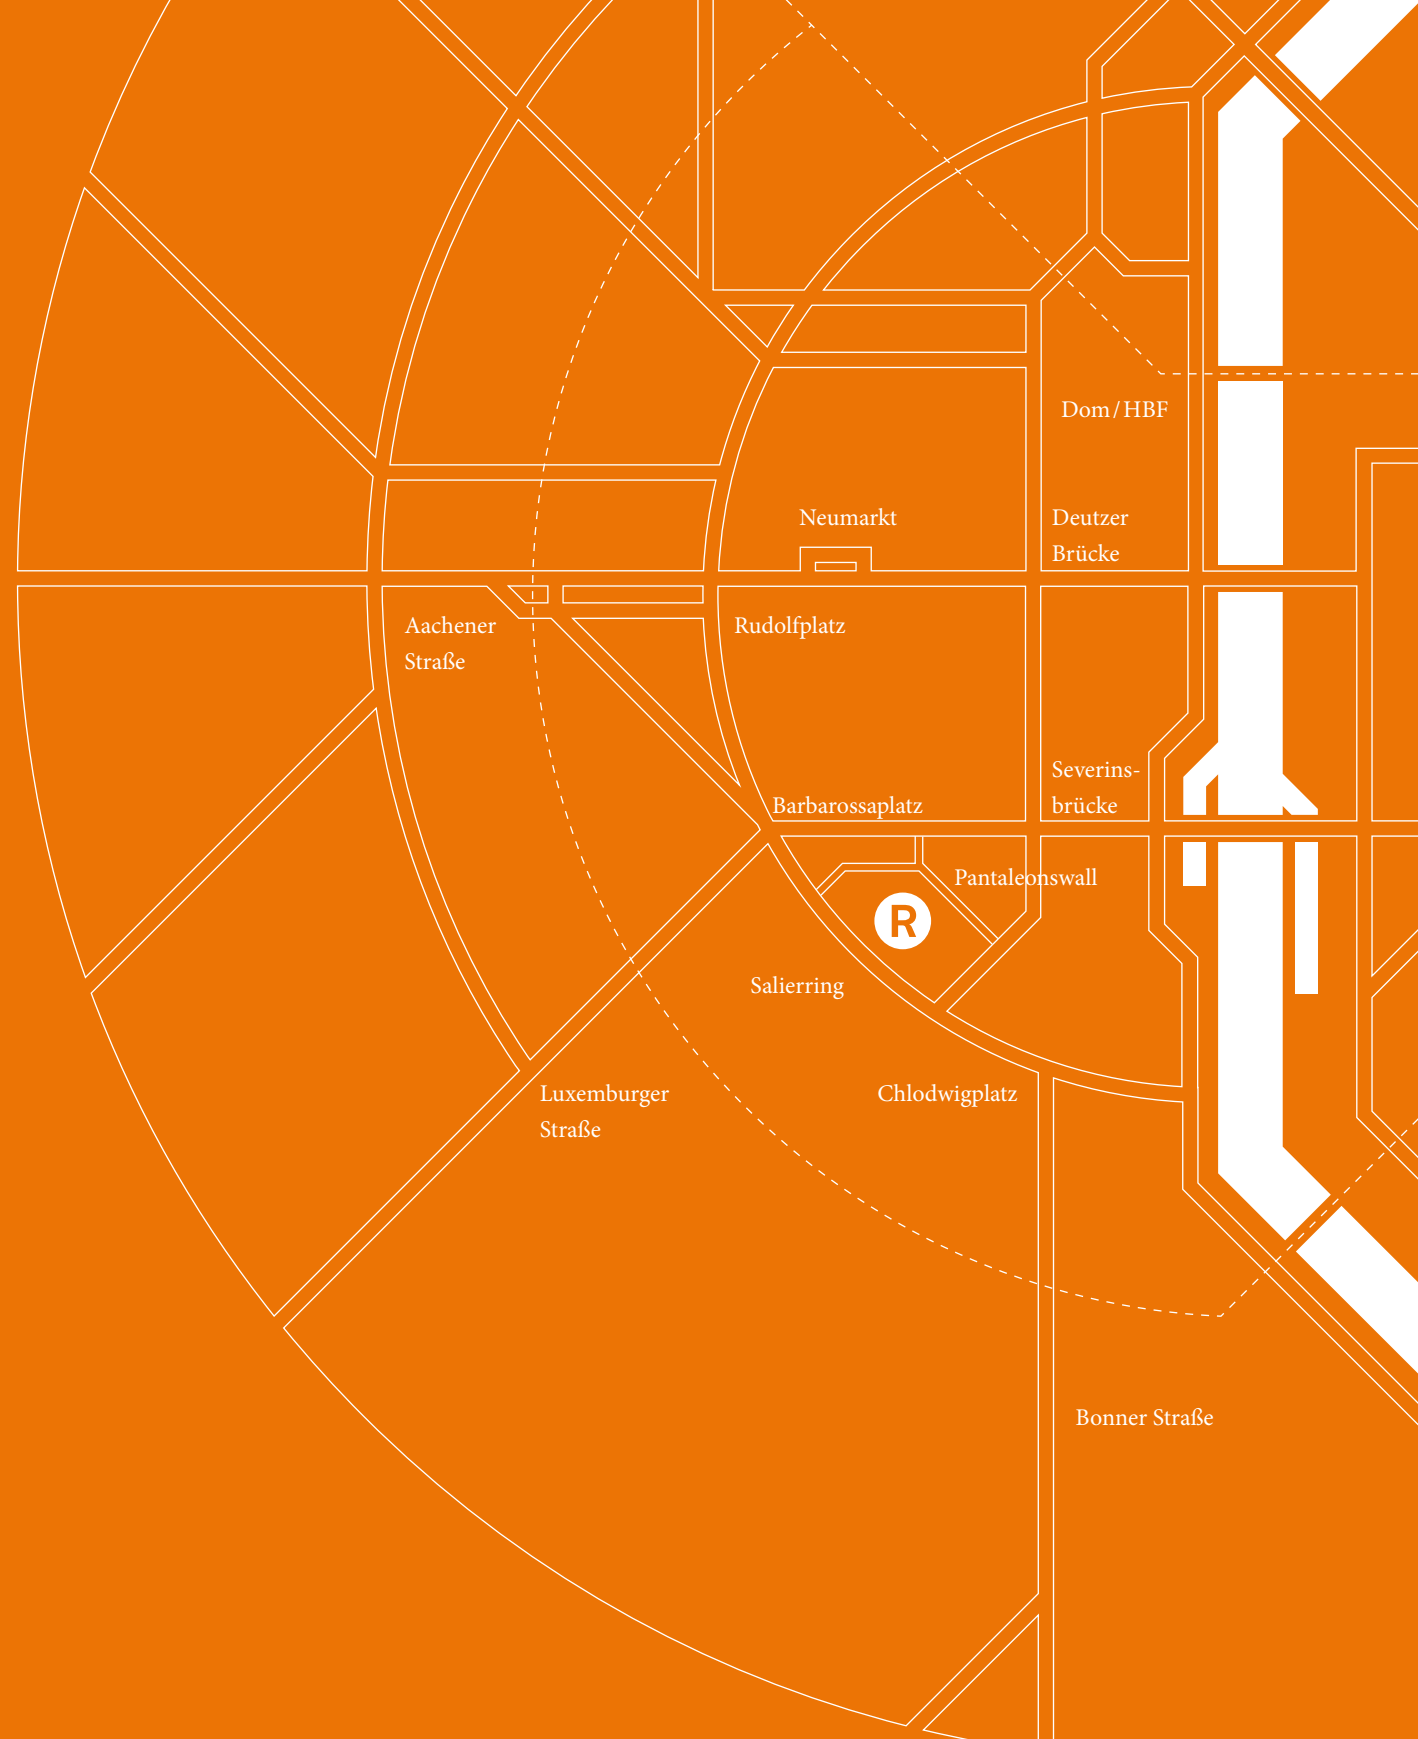 Dom / HBF
Neumarkt
Deutzer
Brücke
Aachener
Straße
Rudolfplatz
Severins-
brücke
Barbarossaplatz
Pantaleonswall
R
Salierring
Luxemburger
Straße
Chlodwigplatz
Bonner Straße